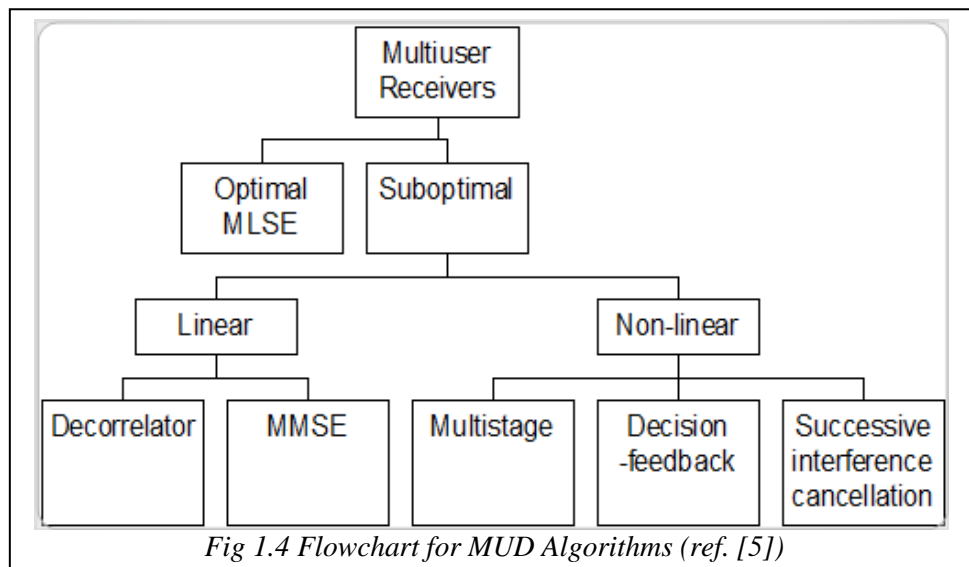 Multiuser
Receivers
Optimal
MLSE
Suboptimal
Linear
Non-linear
Decorrelator
MMSE
Multistage
Decision
-feedback
Successive
interference
cancellation
Fig 1.4 Flowchart for MUD Algorithms (ref. [5])